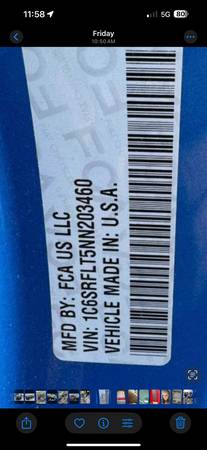 11:58
5G
80
Friday
10:50 AM
MFD BY: FCA US LLC
VIN: 1C6SRFLT5NN203460
VEHICLE MADE IN: U.S.A.